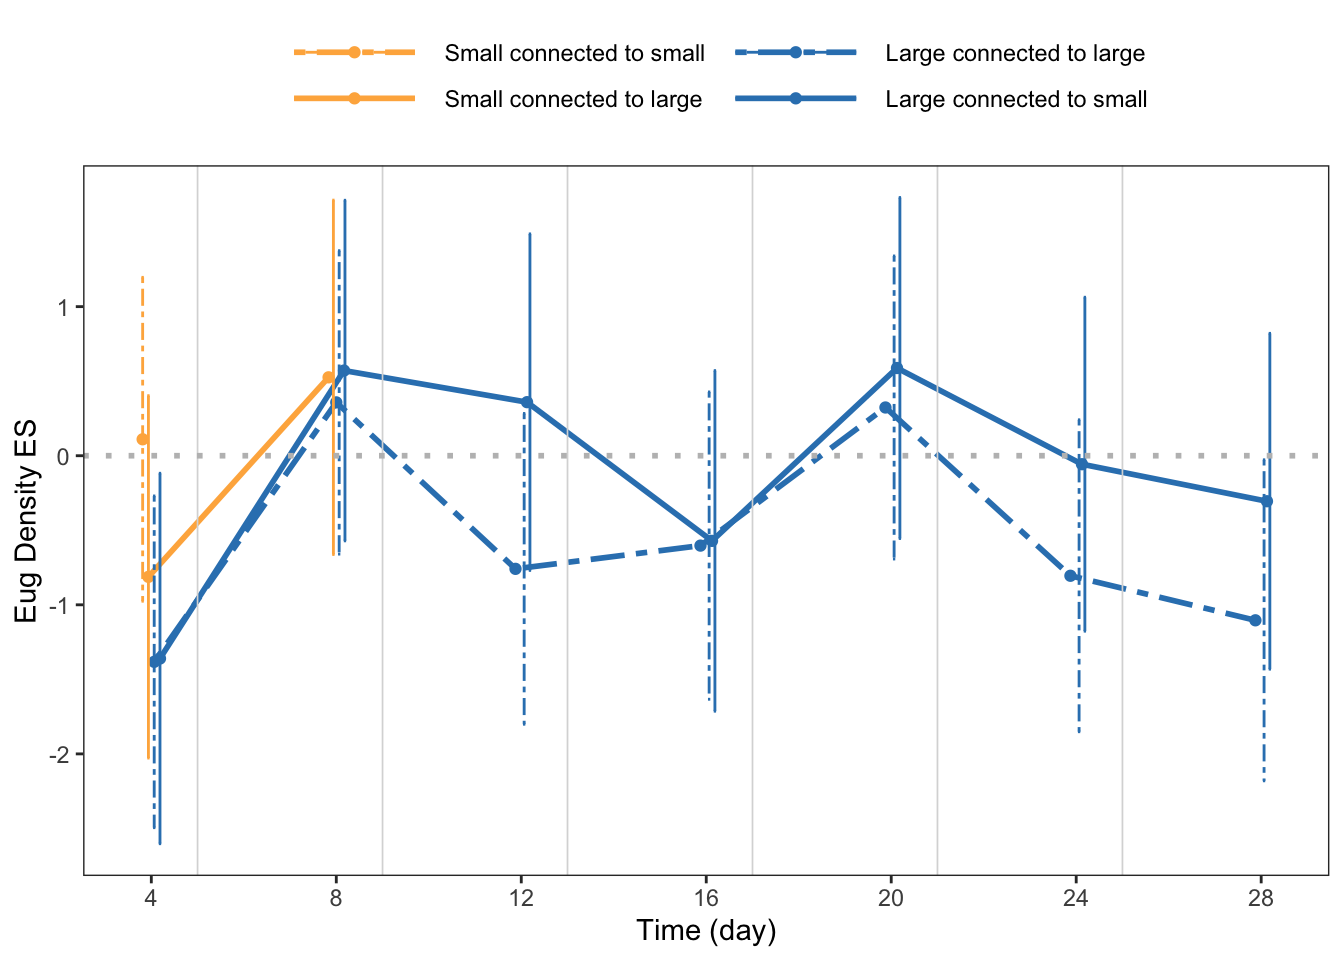 Small connected to small
Large connected to large
Small connected to large
Large connected to small
Eug Density ES
1
0
-1
-2
4 8 12 16 20 24 28
Time (day)